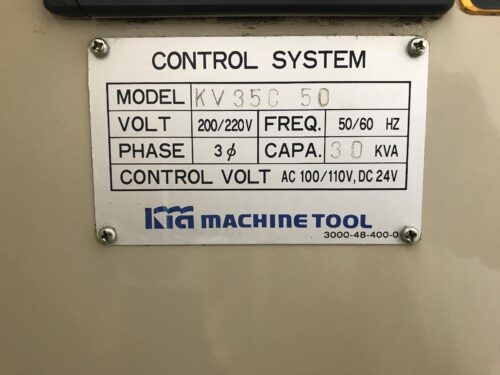 CONTROL SYSTEM
MODEL KV35C 50
VOLT 200/220V FREQ. 50/60 HZ
PHASE 3ϕ CAPA. 30 KVA
CONTROL VOLT AC 100/110V, DC 24V
KIA MACHINE TOOL
3000-48-400-0